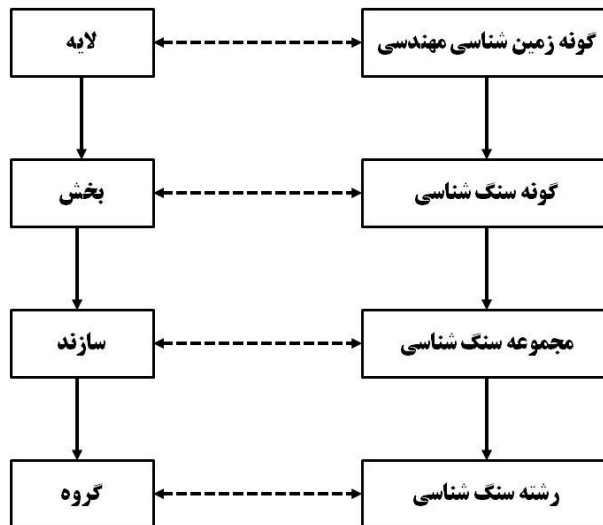 گونه زمین شناسی مهندسی
لایه
گونه سنگ شناسی
بخش
مجموعه سنگ شناسی
سازند
رشته سنگ شناسی
گروه